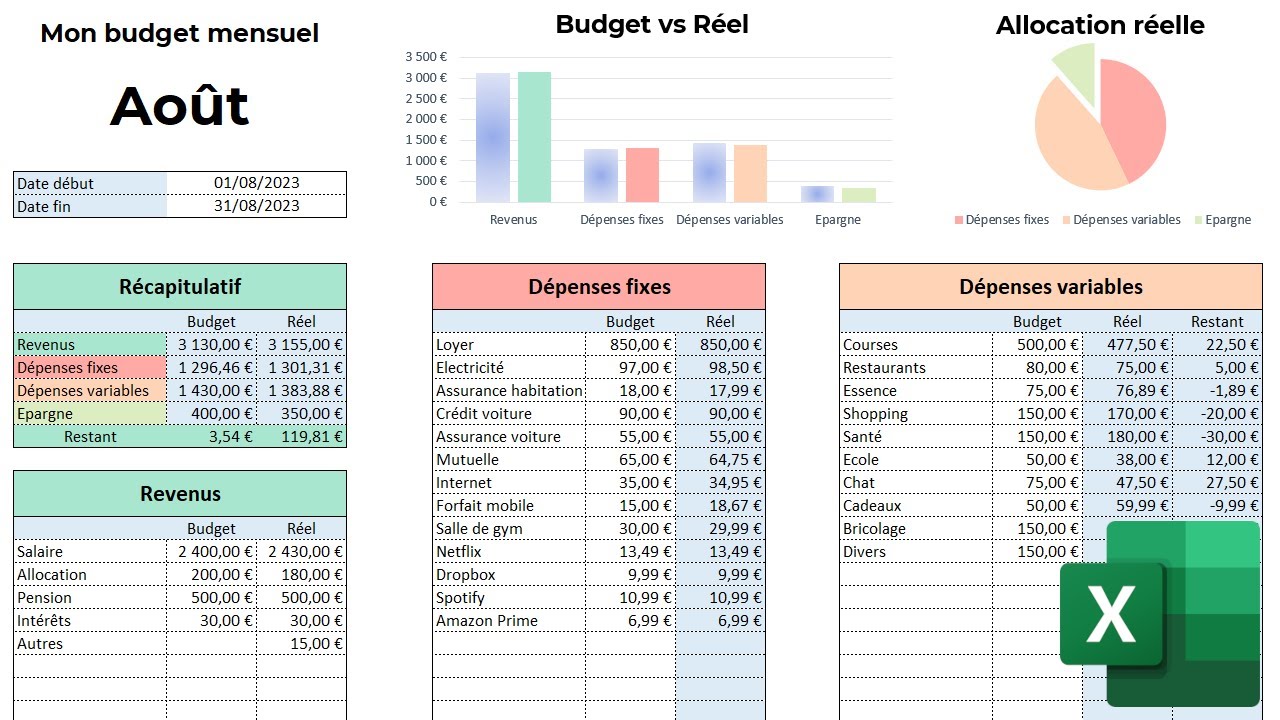 Mon budget mensuel
Août
Date début 01/08/2023
Date fin 31/08/2023
Budget vs Réel
3 500 €
3 000 €
2 500 €
2 000 €
1 500 €
1 000 €
500 €
0 €
Revenus Dépenses fixes Dépenses variables Epargne
Allocation réelle
Dépenses fixes Dépenses variables Epargne
Récapitulatif
Budget Réel
Revenus 3 130,00 € 3 155,00 €
Dépenses fixes 1 296,46 € 1 301,31 €
Dépenses variables 1 430,00 € 1 383,88 €
Epargne 400,00 € 350,00 €
Restant 3,54 € 119,81 €
Revenus
Budget Réel
Salaire 2 400,00 € 2 430,00 €
Allocation 200,00 € 180,00 €
Pension 500,00 € 500,00 €
Intérêts 30,00 € 30,00 €
Autres 15,00 €
Dépenses fixes
Budget Réel
Loyer 850,00 € 850,00 €
Electricité 97,00 € 98,50 €
Assurance habitation 18,00 € 17,99 €
Crédit voiture 90,00 € 90,00 €
Assurance voiture 55,00 € 55,00 €
Mutuelle 65,00 € 64,75 €
Internet 35,00 € 34,95 €
Forfait mobile 15,00 € 18,67 €
Salle de gym 30,00 € 29,99 €
Netflix 13,49 € 13,49 €
Dropbox 9,99 € 9,99 €
Spotify 10,99 € 10,99 €
Amazon Prime 6,99 € 6,99 €
Dépenses variables
Budget Réel Restant
Courses 500,00 € 477,50 € 22,50 €
Restaurants 80,00 € 75,00 € 5,00 €
Essence 75,00 € 76,89 € -1,89 €
Shopping 150,00 € 170,00 € -20,00 €
Santé 150,00 € 180,00 € -30,00 €
Ecole 50,00 € 38,00 € 12,00 €
Chat 75,00 € 47,50 € 27,50 €
Cadeaux 50,00 € 59,99 € -9,99 €
Bricolage 150,00 €
Divers 150,00 €
X